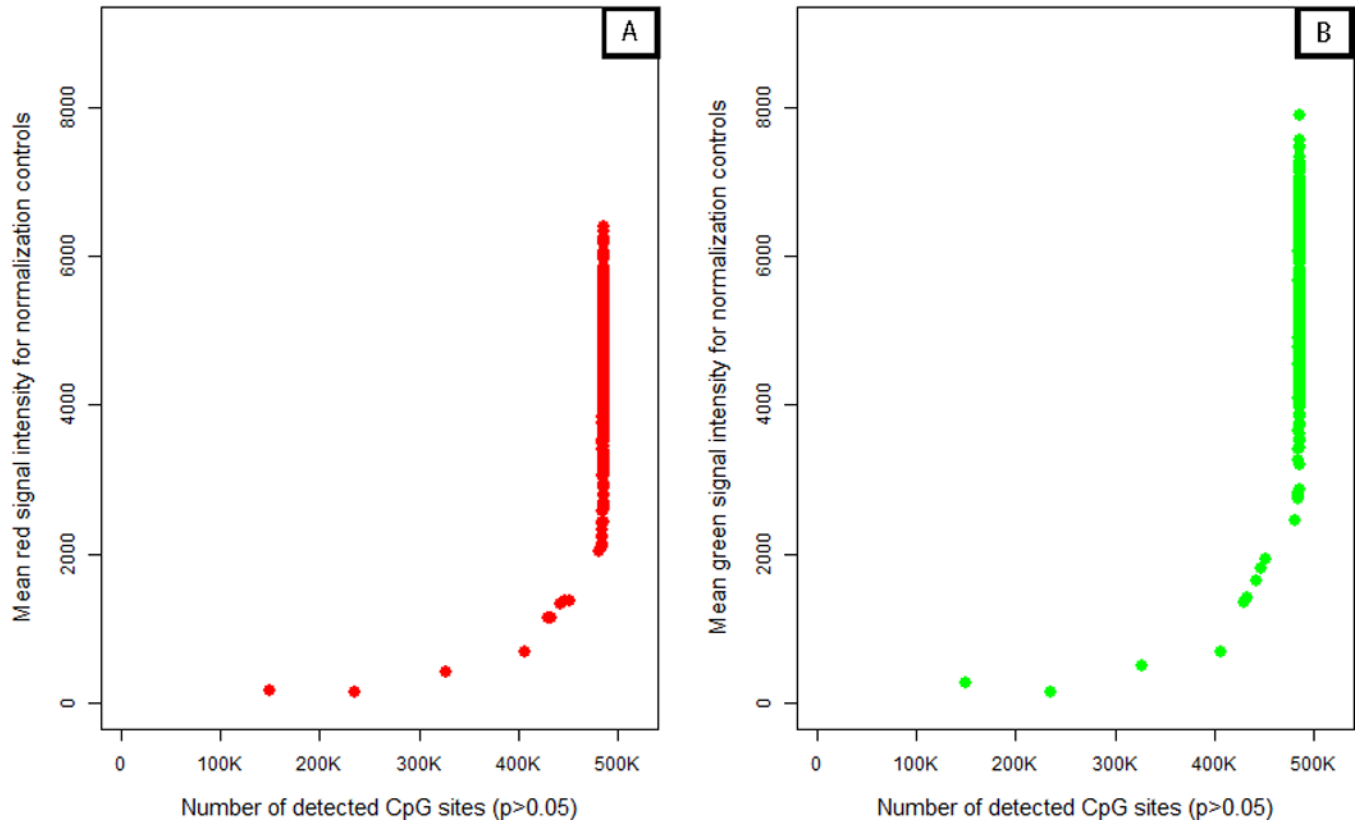 A
Mean red signal intensity for normalization controls
8000
6000
4000
2000
0
0 100K 200K 300K 400K 500K
Number of detected CpG sites (p>0.05)
B
Mean green signal intensity for normalization controls
8000
6000
4000
2000
0
0 100K 200K 300K 400K 500K
Number of detected CpG sites (p>0.05)